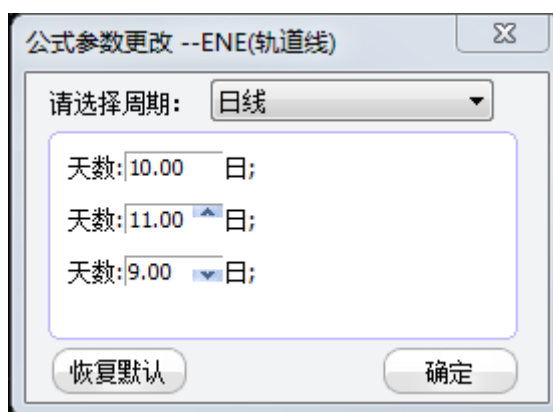 公式参数更改 --ENE(轨道线)
请选择周期： 日线
天数:10.00 日;
天数:11.00 日;
天数:9.00 日;
恢复默认 确定